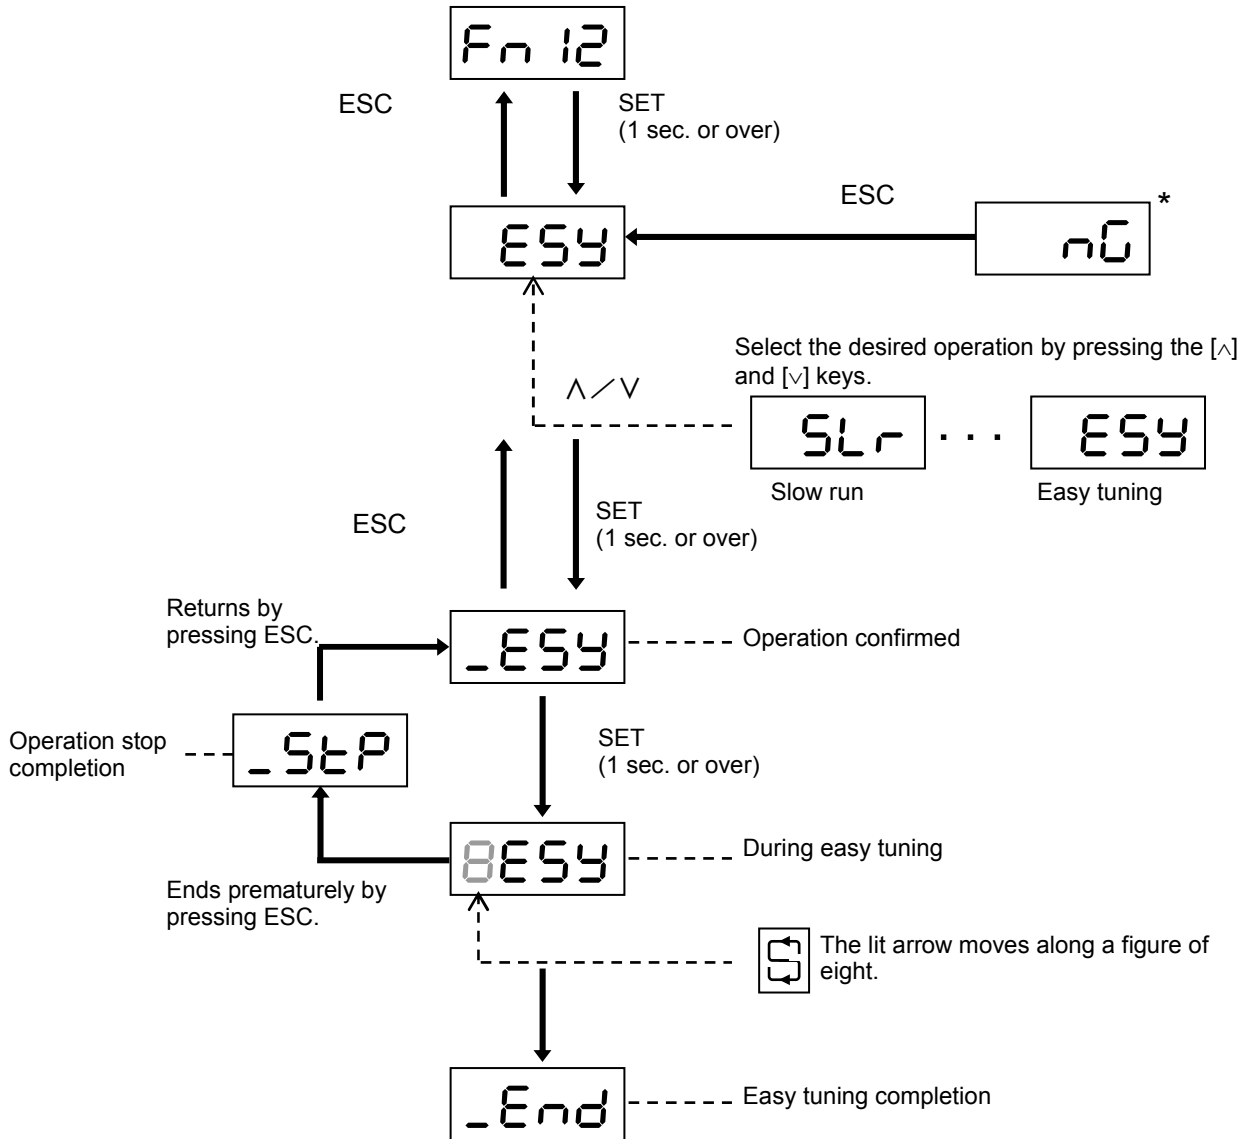 Fn 12
ESC
SET
(1 sec. or over)
ESY
ESC
nG
*
Select the desired operation by pressing the [∧]
and [∨] keys.
∧／∨
SLr
. . .
ESY
Slow run
Easy tuning
ESC
SET
(1 sec. or over)
Returns by
pressing ESC.
_ESY
Operation confirmed
Operation stop
completion
_StP
SET
(1 sec. or over)
8ESY
During easy tuning
Ends prematurely by
pressing ESC.
The lit arrow moves along a figure of
eight.
_End
Easy tuning completion